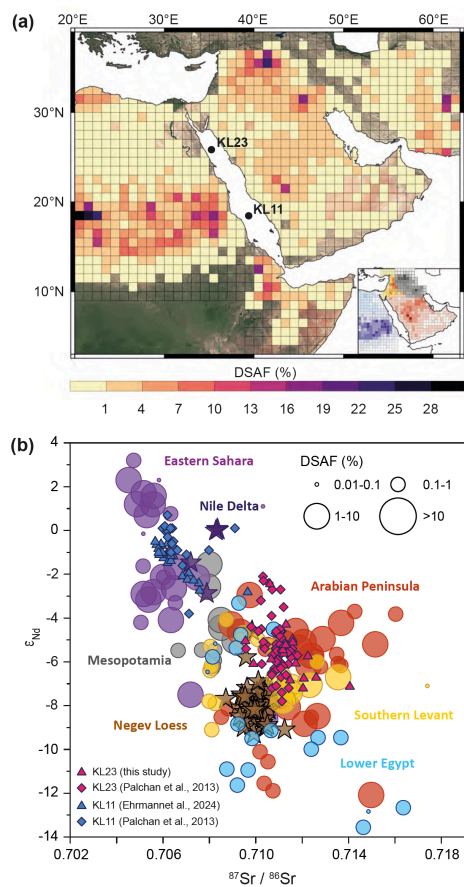 (a)
20°E 30°E 40°E 50°E 60°E
30°N
20°N
10°N
KL23
KL11
DSAF (%)
1 4 7 10 13 16 19 22 25 28
(b)
4
2
0
-2
-4
-6
-8
-10
-12
-14
εNd
Eastern Sahara
Nile Delta
DSAF (%)
0.01-0.1
0.1-1
1-10
>10
Arabian Peninsula
Mesopotamia
Negev Loess
Southern Levant
Lower Egypt
KL23 (this study)
KL23 (Palchan et al., 2013)
KL11 (Ehrmannet et al., 2024)
KL11 (Palchan et al., 2013)
0.702 0.706 0.710 0.714 0.718
87Sr / 86Sr